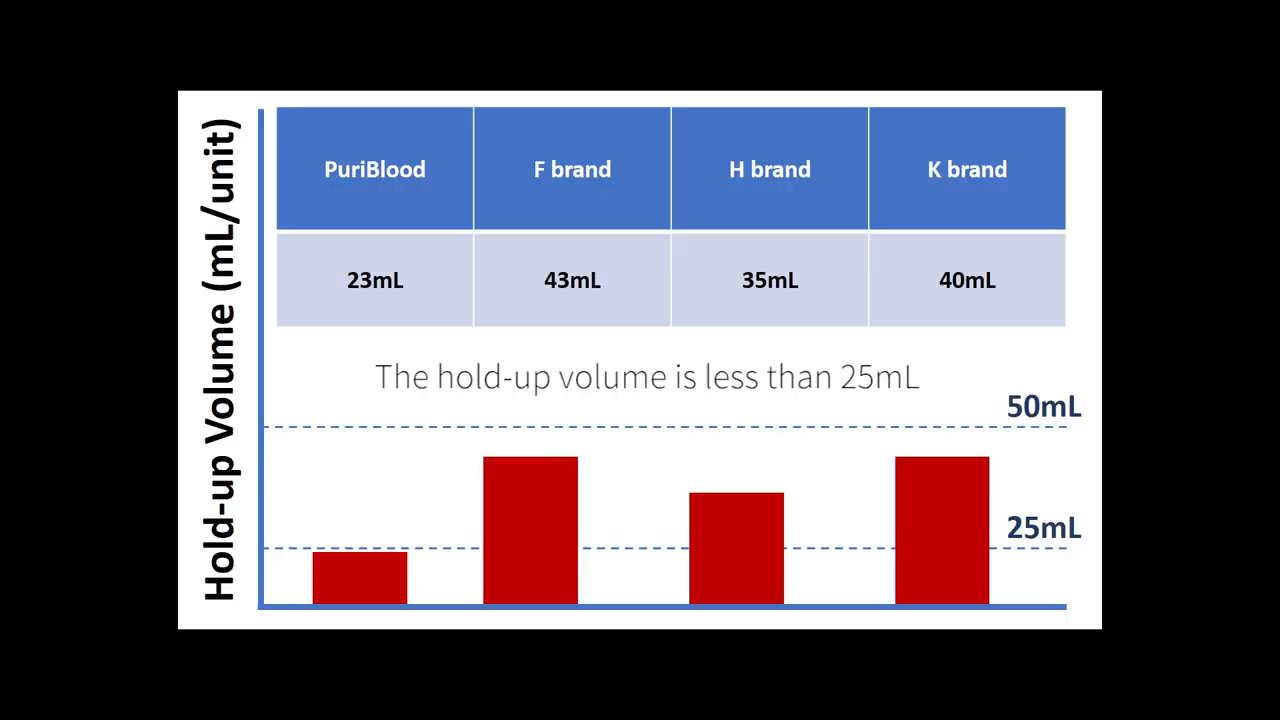 Hold-up Volume (mL/unit)
PuriBlood F brand H brand K brand
23mL 43mL 35mL 40mL
The hold-up volume is less than 25mL
50mL
25mL